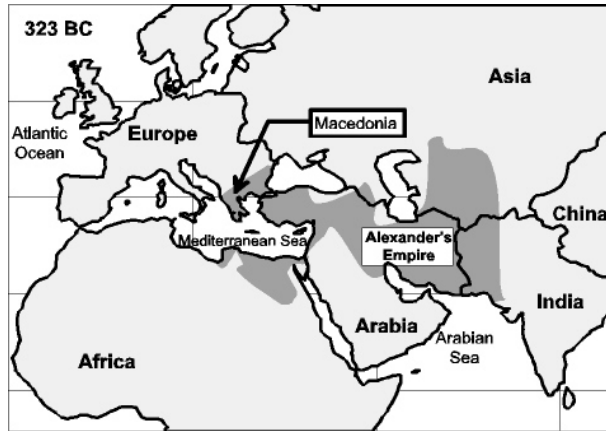 323 BC
Asia
Macedonia
Atlantic
Ocean
Europe
China
Mediterranean Sea
Alexander's
Empire
India
Arabia
Arabian
Sea
Africa